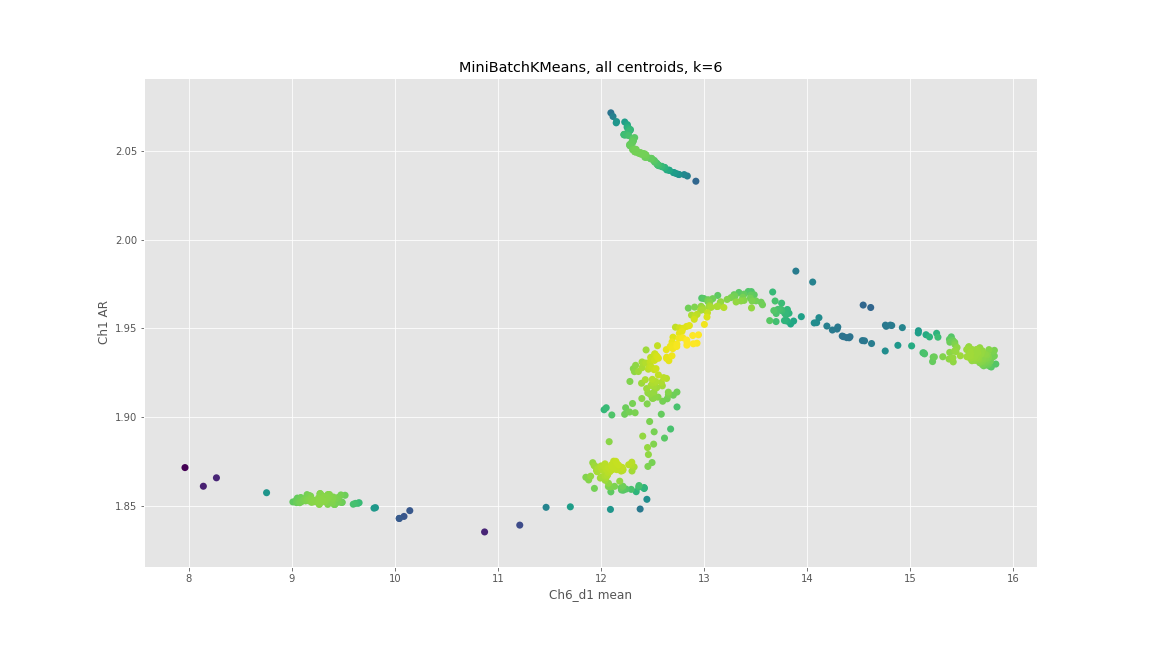 MiniBatchKMeans, all centroids, k=6
2.05
2.00
1.95
1.90
1.85
Ch1 AR
8 9 10 11 12 13 14 15 16
Ch6_d1 mean